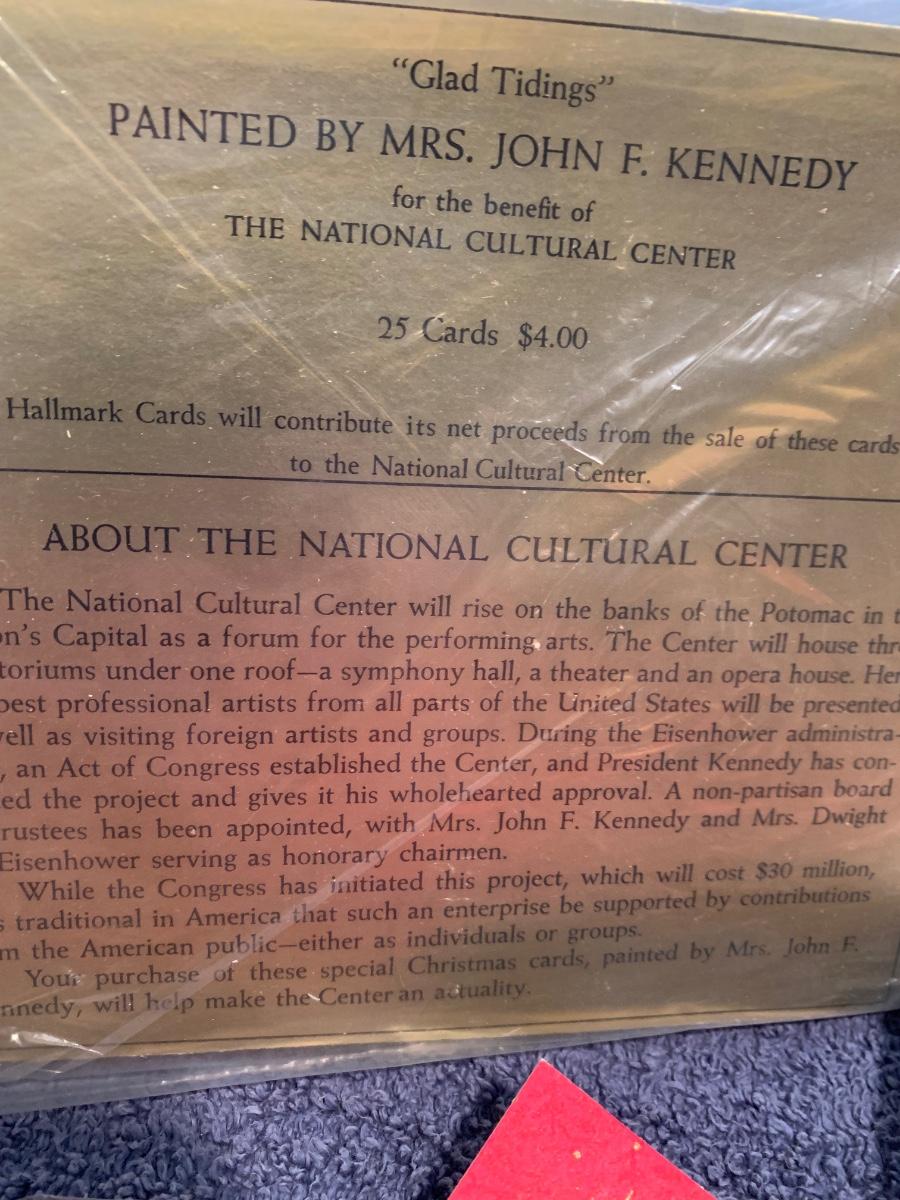 “Glad Tidings”
PAINTED BY MRS. JOHN F. KENNEDY
for the benefit of
THE NATIONAL CULTURAL CENTER
25 Cards $4.00
Hallmark Cards will contribute its net proceeds from the sale of these cards
to the National Cultural Center.
ABOUT THE NATIONAL CULTURAL CENTER
The National Cultural Center will rise on the banks of the Potomac in t
on's Capital as a forum for the performing arts. The Center will house thr
toriums under one roof—a symphony hall, a theater and an opera house. Her
best professional artists from all parts of the United States will be presented
ell as visiting foreign artists and groups. During the Eisenhower administra-
, an Act of Congress established the Center, and President Kennedy has con-
ed the project and gives it his wholehearted approval. A non-partisan board
rustees has been appointed, with Mrs. John F. Kennedy and Mrs. Dwight
Eisenhower serving as honorary chairmen.
While the Congress has initiated this project, which will cost $30 million,
s traditional in America that such an enterprise be supported by contributions
m the American public—either as individuals or groups.
Your purchase of these special Christmas cards, painted by Mrs. John F.
nnedy, will help make the Center an actuality.